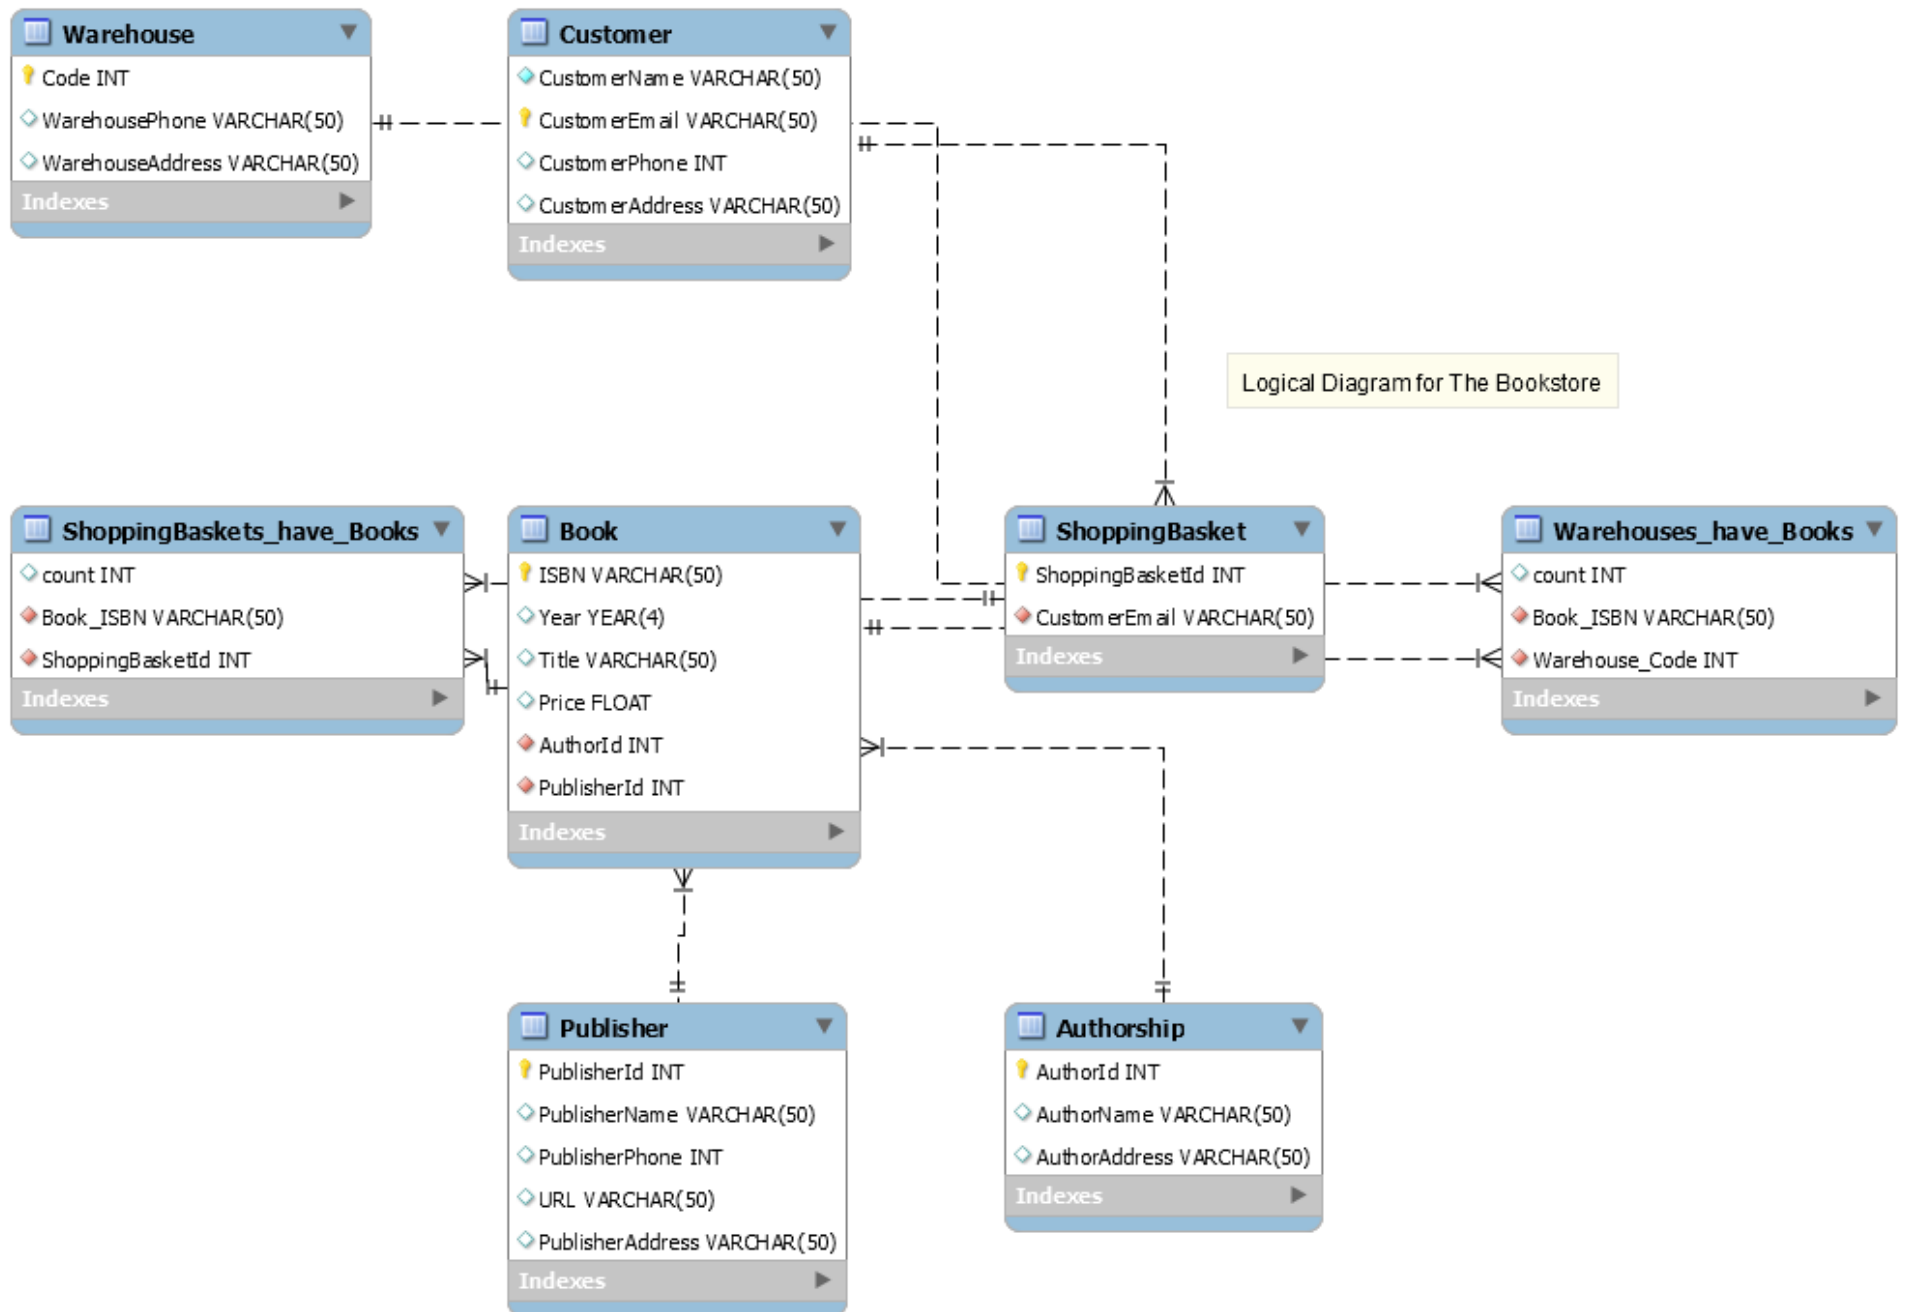 Warehouse
Code INT
WarehousePhone VARCHAR(50)
WarehouseAddress VARCHAR(50)
Indexes
Customer
CustomerName VARCHAR(50)
CustomerEmail VARCHAR(50)
CustomerPhone INT
CustomerAddress VARCHAR(50)
Indexes
Logical Diagram for The Bookstore
ShoppingBaskets_have_Books
count INT
Book_ISBN VARCHAR(50)
ShoppingBasketId INT
Indexes
Book
ISBN VARCHAR(50)
Year YEAR(4)
Title VARCHAR(50)
Price FLOAT
AuthorId INT
PublisherId INT
Indexes
ShoppingBasket
ShoppingBasketId INT
CustomerEmail VARCHAR(50)
Indexes
Warehouses_have_Books
count INT
Book_ISBN VARCHAR(50)
Warehouse_Code INT
Indexes
Publisher
PublisherId INT
PublisherName VARCHAR(50)
PublisherPhone INT
URL VARCHAR(50)
PublisherAddress VARCHAR(50)
Indexes
Authorship
AuthorId INT
AuthorName VARCHAR(50)
AuthorAddress VARCHAR(50)
Indexes